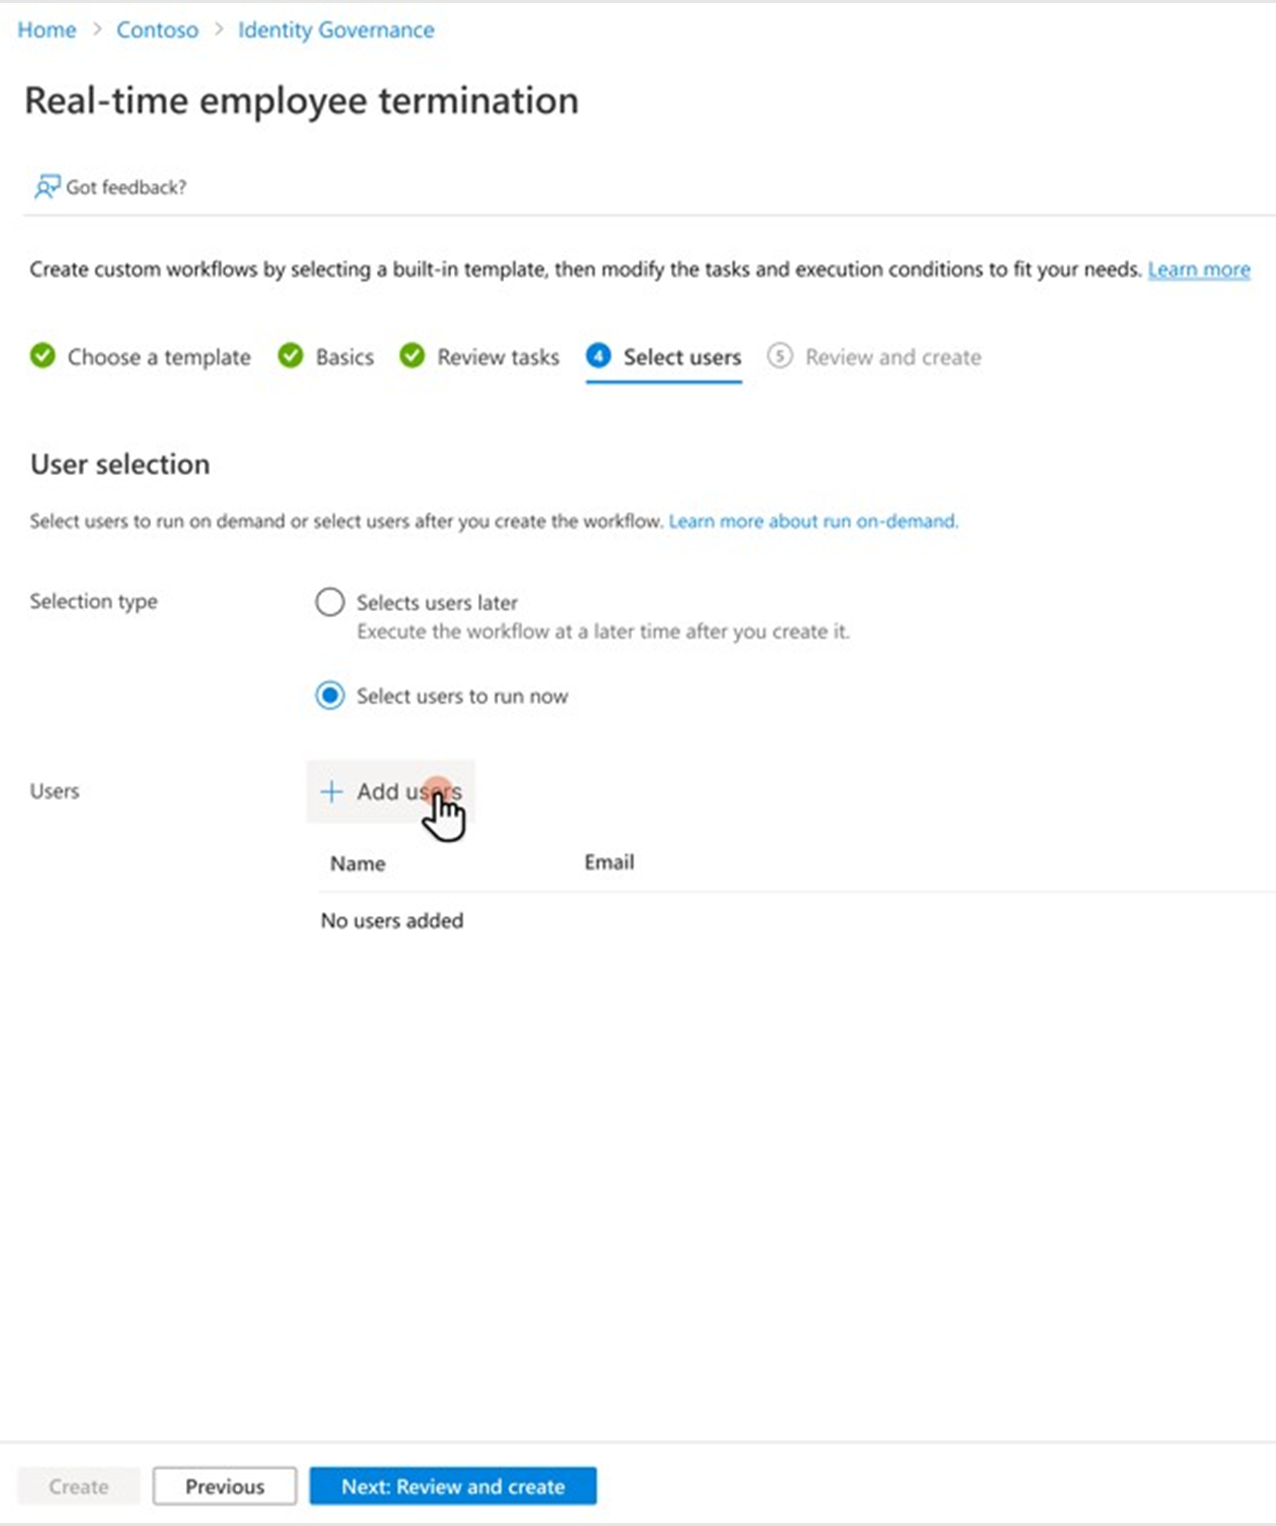 Home > Contoso > Identity Governance
Real-time employee termination
Got feedback?
Create custom workflows by selecting a built-in template, then modify the tasks and execution conditions to fit your needs. Learn more
Choose a template Basics Review tasks 4 Select users 5 Review and create
User selection
Select users to run on demand or select users after you create the workflow. Learn more about run on-demand.
Selection type Selects users later
Execute the workflow at a later time after you create it.
Select users to run now
Users + Add users
Name Email
No users added
Create Previous Next: Review and create